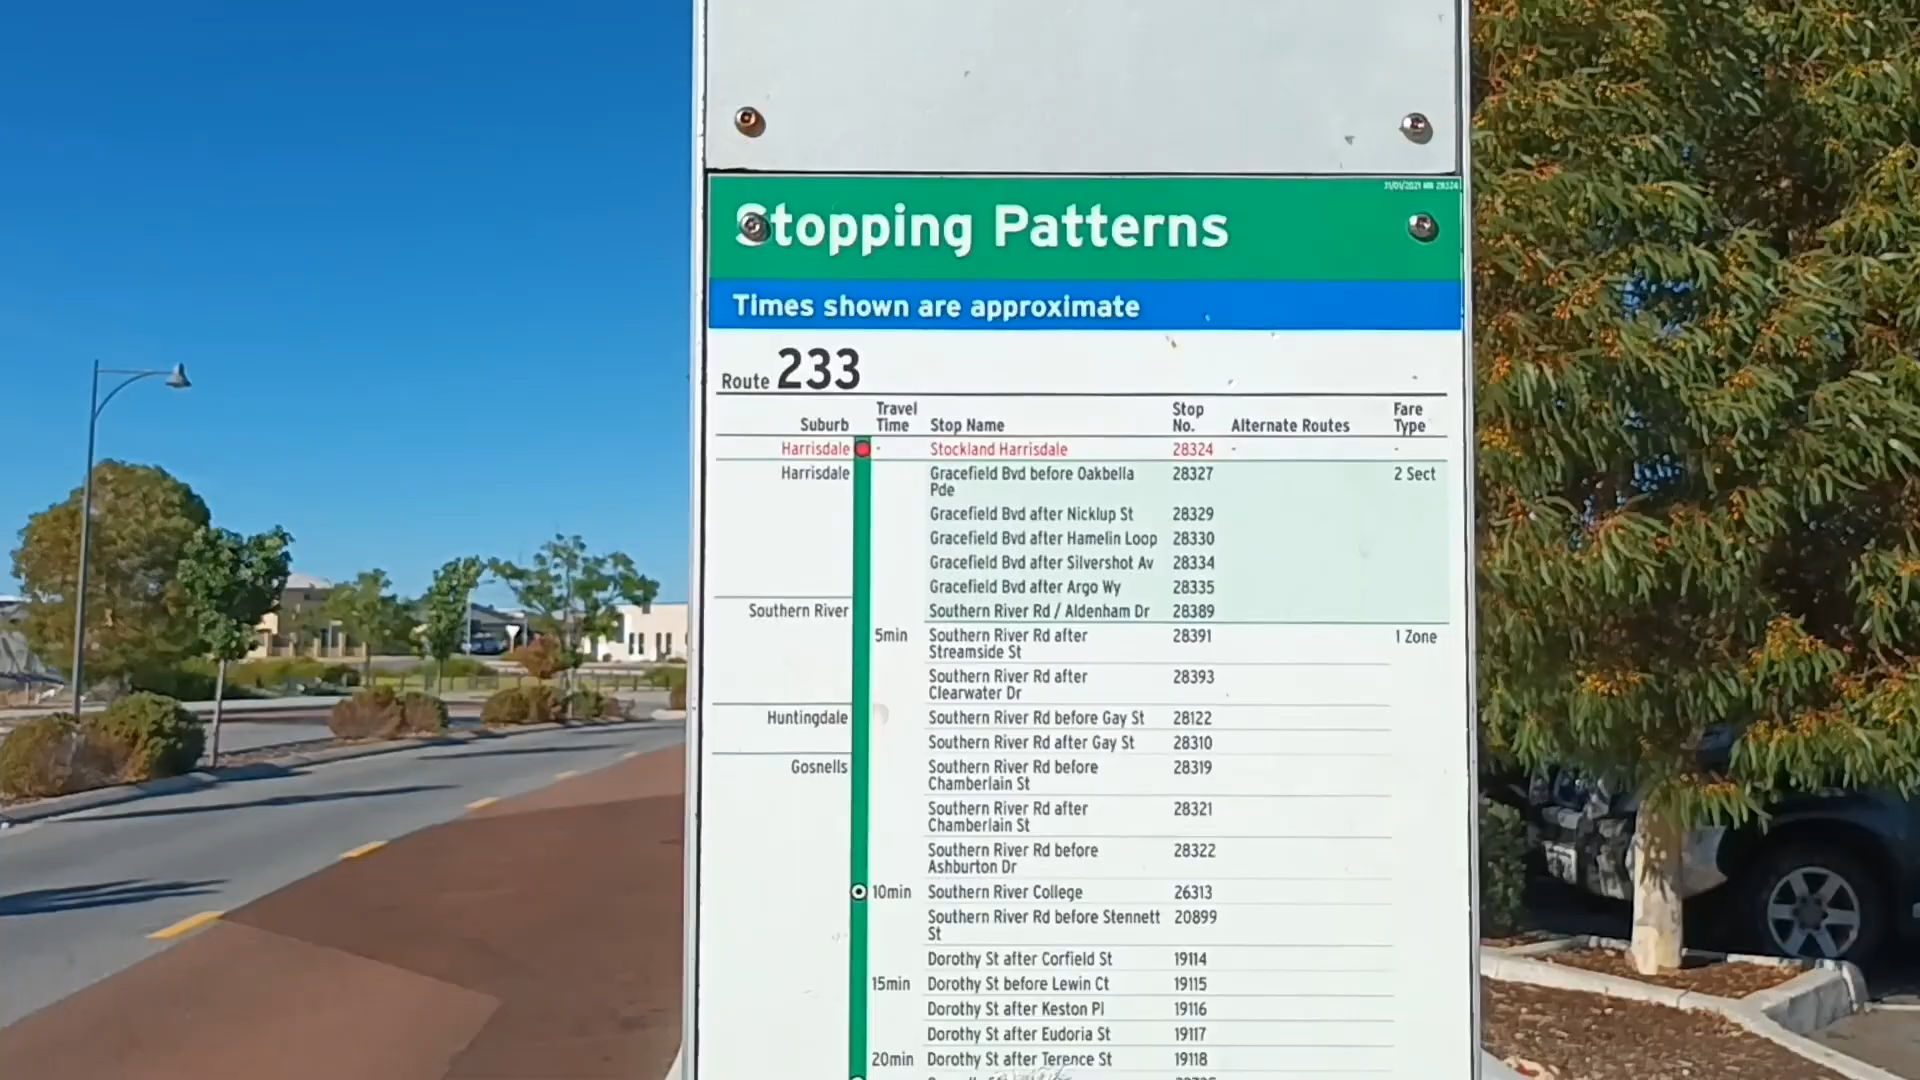 31/01/2021 28324
Stopping Patterns
Times shown are approximate
Route 233
Suburb Travel Time Stop Name Stop No. Alternate Routes Fare Type
Harrisdale - Stockland Harrisdale 28324 - -
Harrisdale Gracefield Bvd before Oakbella Pde 28327 2 Sect
Gracefield Bvd after Nicklup St 28329
Gracefield Bvd after Hamelin Loop 28330
Gracefield Bvd after Silvershot Av 28334
Gracefield Bvd after Argo Wy 28335
Southern River Southern River Rd / Aldenham Dr 28389
5min Southern River Rd after Streamside St 28391 1 Zone
Southern River Rd after Clearwater Dr 28393
Huntingdale Southern River Rd before Gay St 28122
Southern River Rd after Gay St 28310
Gosnells Southern River Rd before Chamberlain St 28319
Southern River Rd after Chamberlain St 28321
Southern River Rd before Ashburton Dr 28322
10min Southern River College 26313
Southern River Rd before Stennett St 20899
Dorothy St after Corfield St 19114
15min Dorothy St before Lewin Ct 19115
Dorothy St after Keston Pl 19116
Dorothy St after Eudoria St 19117
20min Dorothy St after Terence St 19118